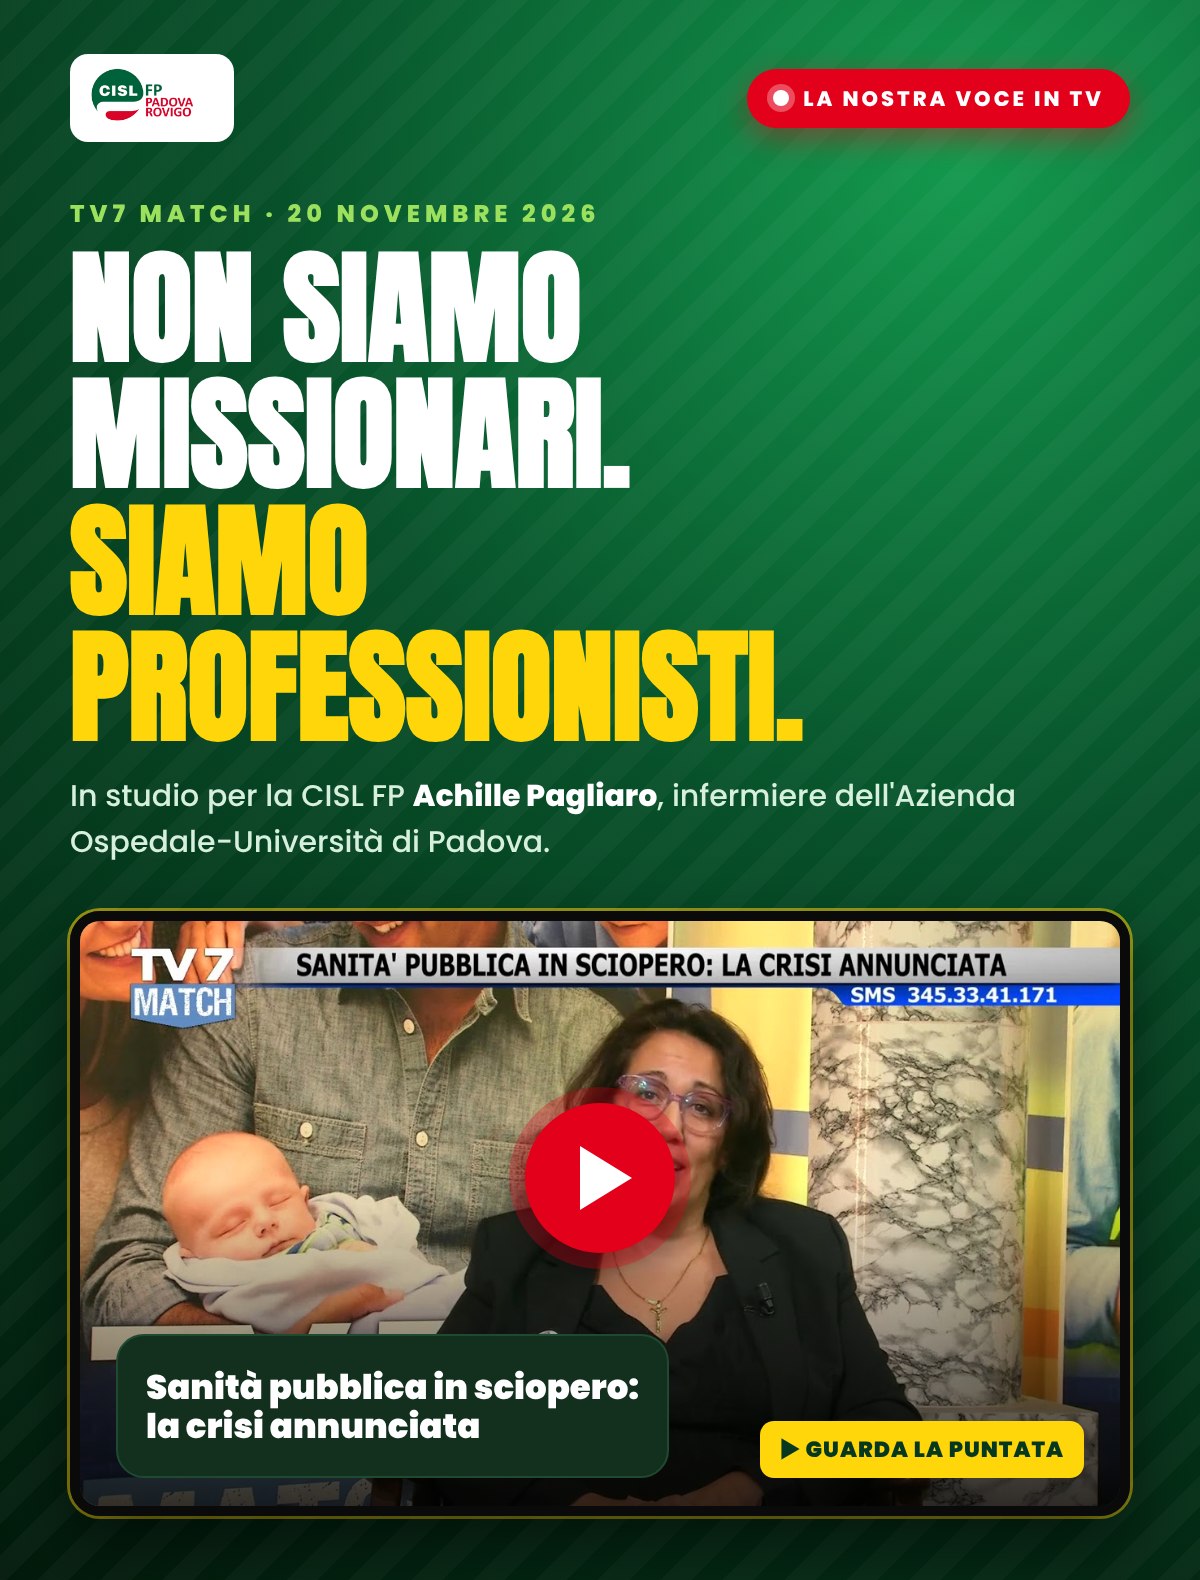 CISL FP
PADOVA
ROVIGO
LA NOSTRA VOCE IN TV
TV7 MATCH · 20 NOVEMBRE 2026
NON SIAMO
MISSIONARI.
SIAMO
PROFESSIONISTI.
In studio per la CISL FP Achille Pagliaro, infermiere dell'Azienda
Ospedale-Università di Padova.
TV7
MATCH
SANITA' PUBBLICA IN SCIOPERO: LA CRISI ANNUNCIATA
SMS 345.33.41.171
Sanità pubblica in sciopero:
la crisi annunciata
GUARDA LA PUNTATA